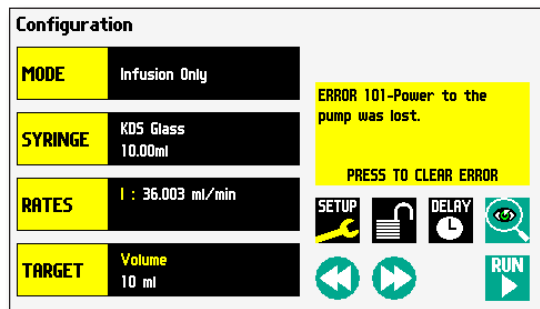 Configuration
MODE
Infusion Only
SYRINGE
KDS Glass
10.00ml
RATES
I : 36.003 ml/min
TARGET
Volume
10 ml
ERROR 101-Power to the
pump was lost.
PRESS TO CLEAR ERROR
SETUP
DELAY
RUN